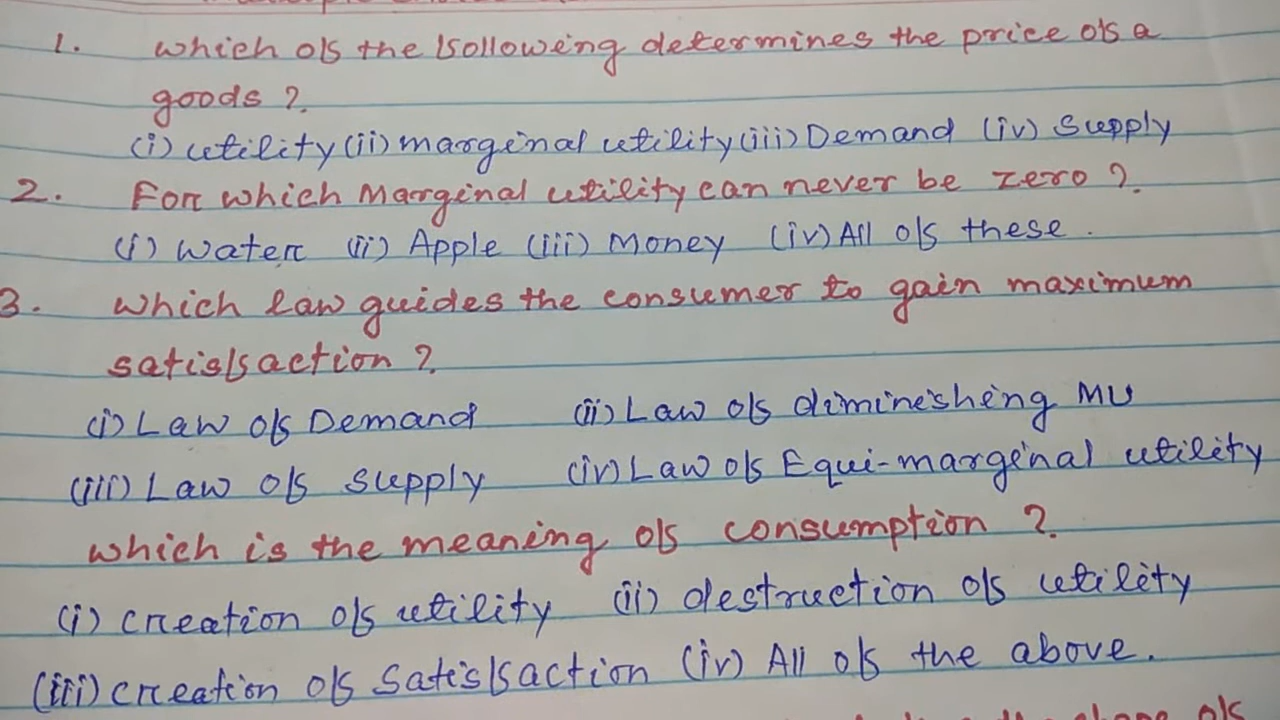 1. which of the following determines the price of a
goods ?
(i) utility (ii) marginal utility (iii) Demand (iv) Supply
2. For which Marginal utility can never be zero ?
(i) water (ii) Apple (iii) Money (iv) All of these.
3. which law guides the consumer to gain maximum
satisfaction ?
(i) Law of Demand (ii) Law of diminishing MU
(iii) Law of supply (iv) Law of Equi-marginal utility
which is the meaning of consumption ?
(i) creation of utility (ii) destruction of utility
(iii) creation of Satisfaction (iv) All of the above.